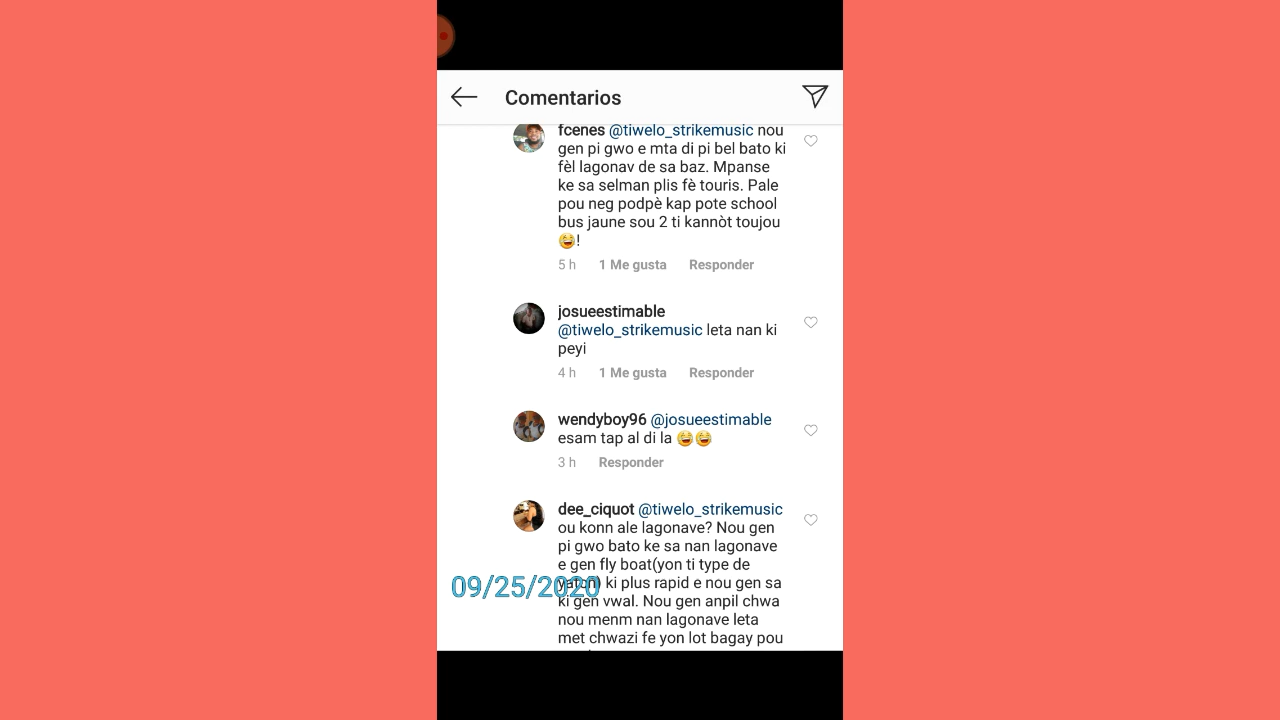 Comentarios
fcenes @tiwelo_strikemusic nou
gen pi gwo e mta di pi bel bato ki
fèl lagonav de sa baz. Mpanse
ke sa selman plis fè touris. Pale
pou neg podpè kap pote school
bus jaune sou 2 ti kannòt toujou
😅!
5 h 1 Me gusta Responder
josueestimable
@tiwelo_strikemusic leta nan ki
peyi
4 h 1 Me gusta Responder
wendyboy96 @josueestimable
esam tap al di la 😂😂
3 h Responder
dee_ciquot @tiwelo_strikemusic
ou konn ale lagonave? Nou gen
pi gwo bato ke sa nan lagonave
e gen fly boat(yon ti type de
yatch) ki plus rapid e nou gen sa
09/25/2020
ki gen vwal. Nou gen anpil chwa
nou menm nan lagonave leta
met chwazi fe yon lot bagay pou